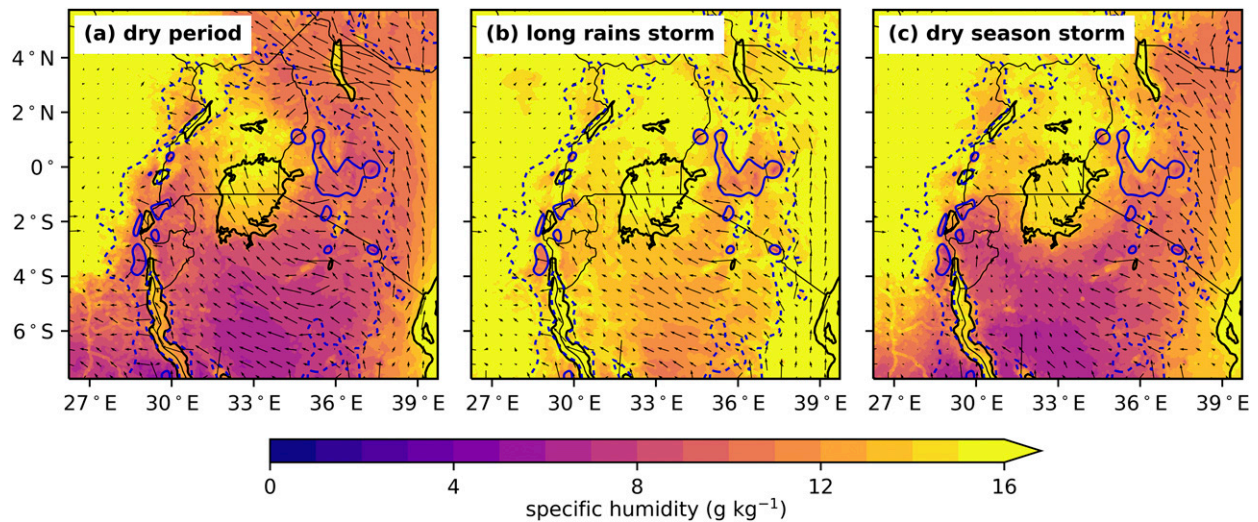 (a) dry period
(b) long rains storm
(c) dry season storm
4°N
2°N
0°
2°S
4°S
6°S
27°E 30°E 33°E 36°E 39°E
27°E 30°E 33°E 36°E 39°E
27°E 30°E 33°E 36°E 39°E
0 4 8 12 16
specific humidity (g kg⁻¹)